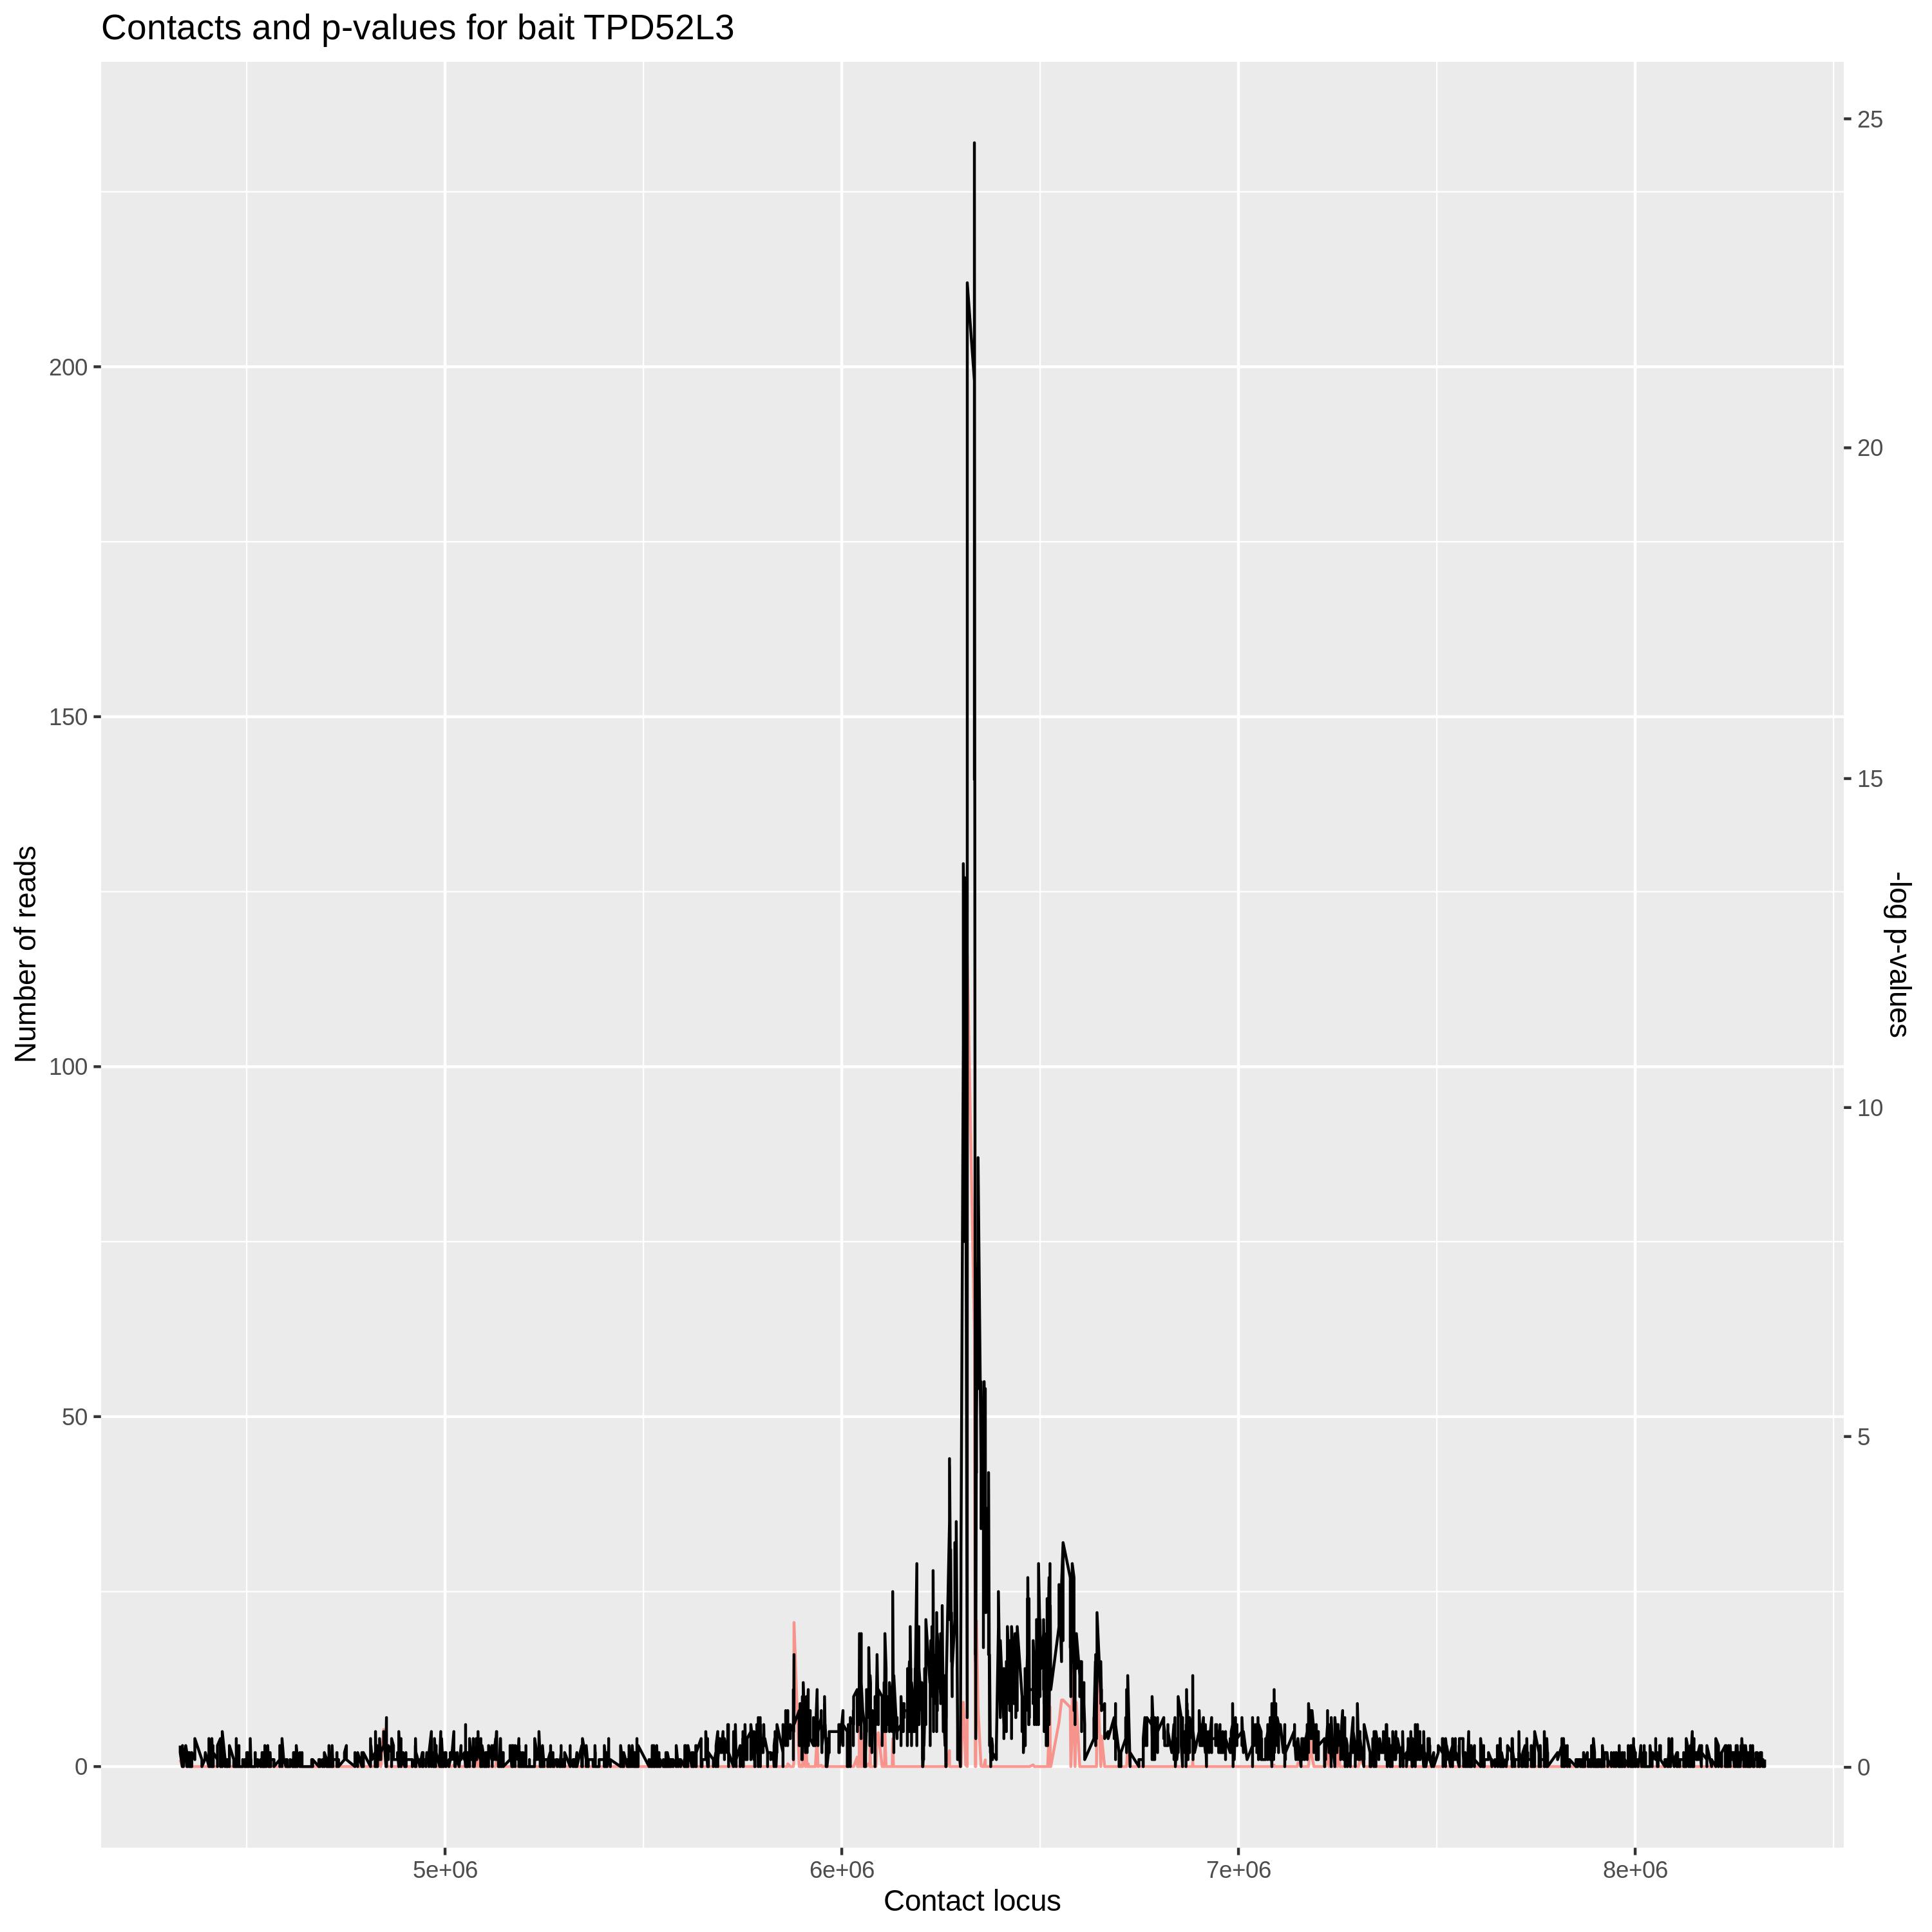 Contacts and p-values for bait TPD52L3
25
20
15
10
5
0
-log p-values
200
150
100
50
0
Number of reads
5e+06 6e+06 7e+06 8e+06
Contact locus